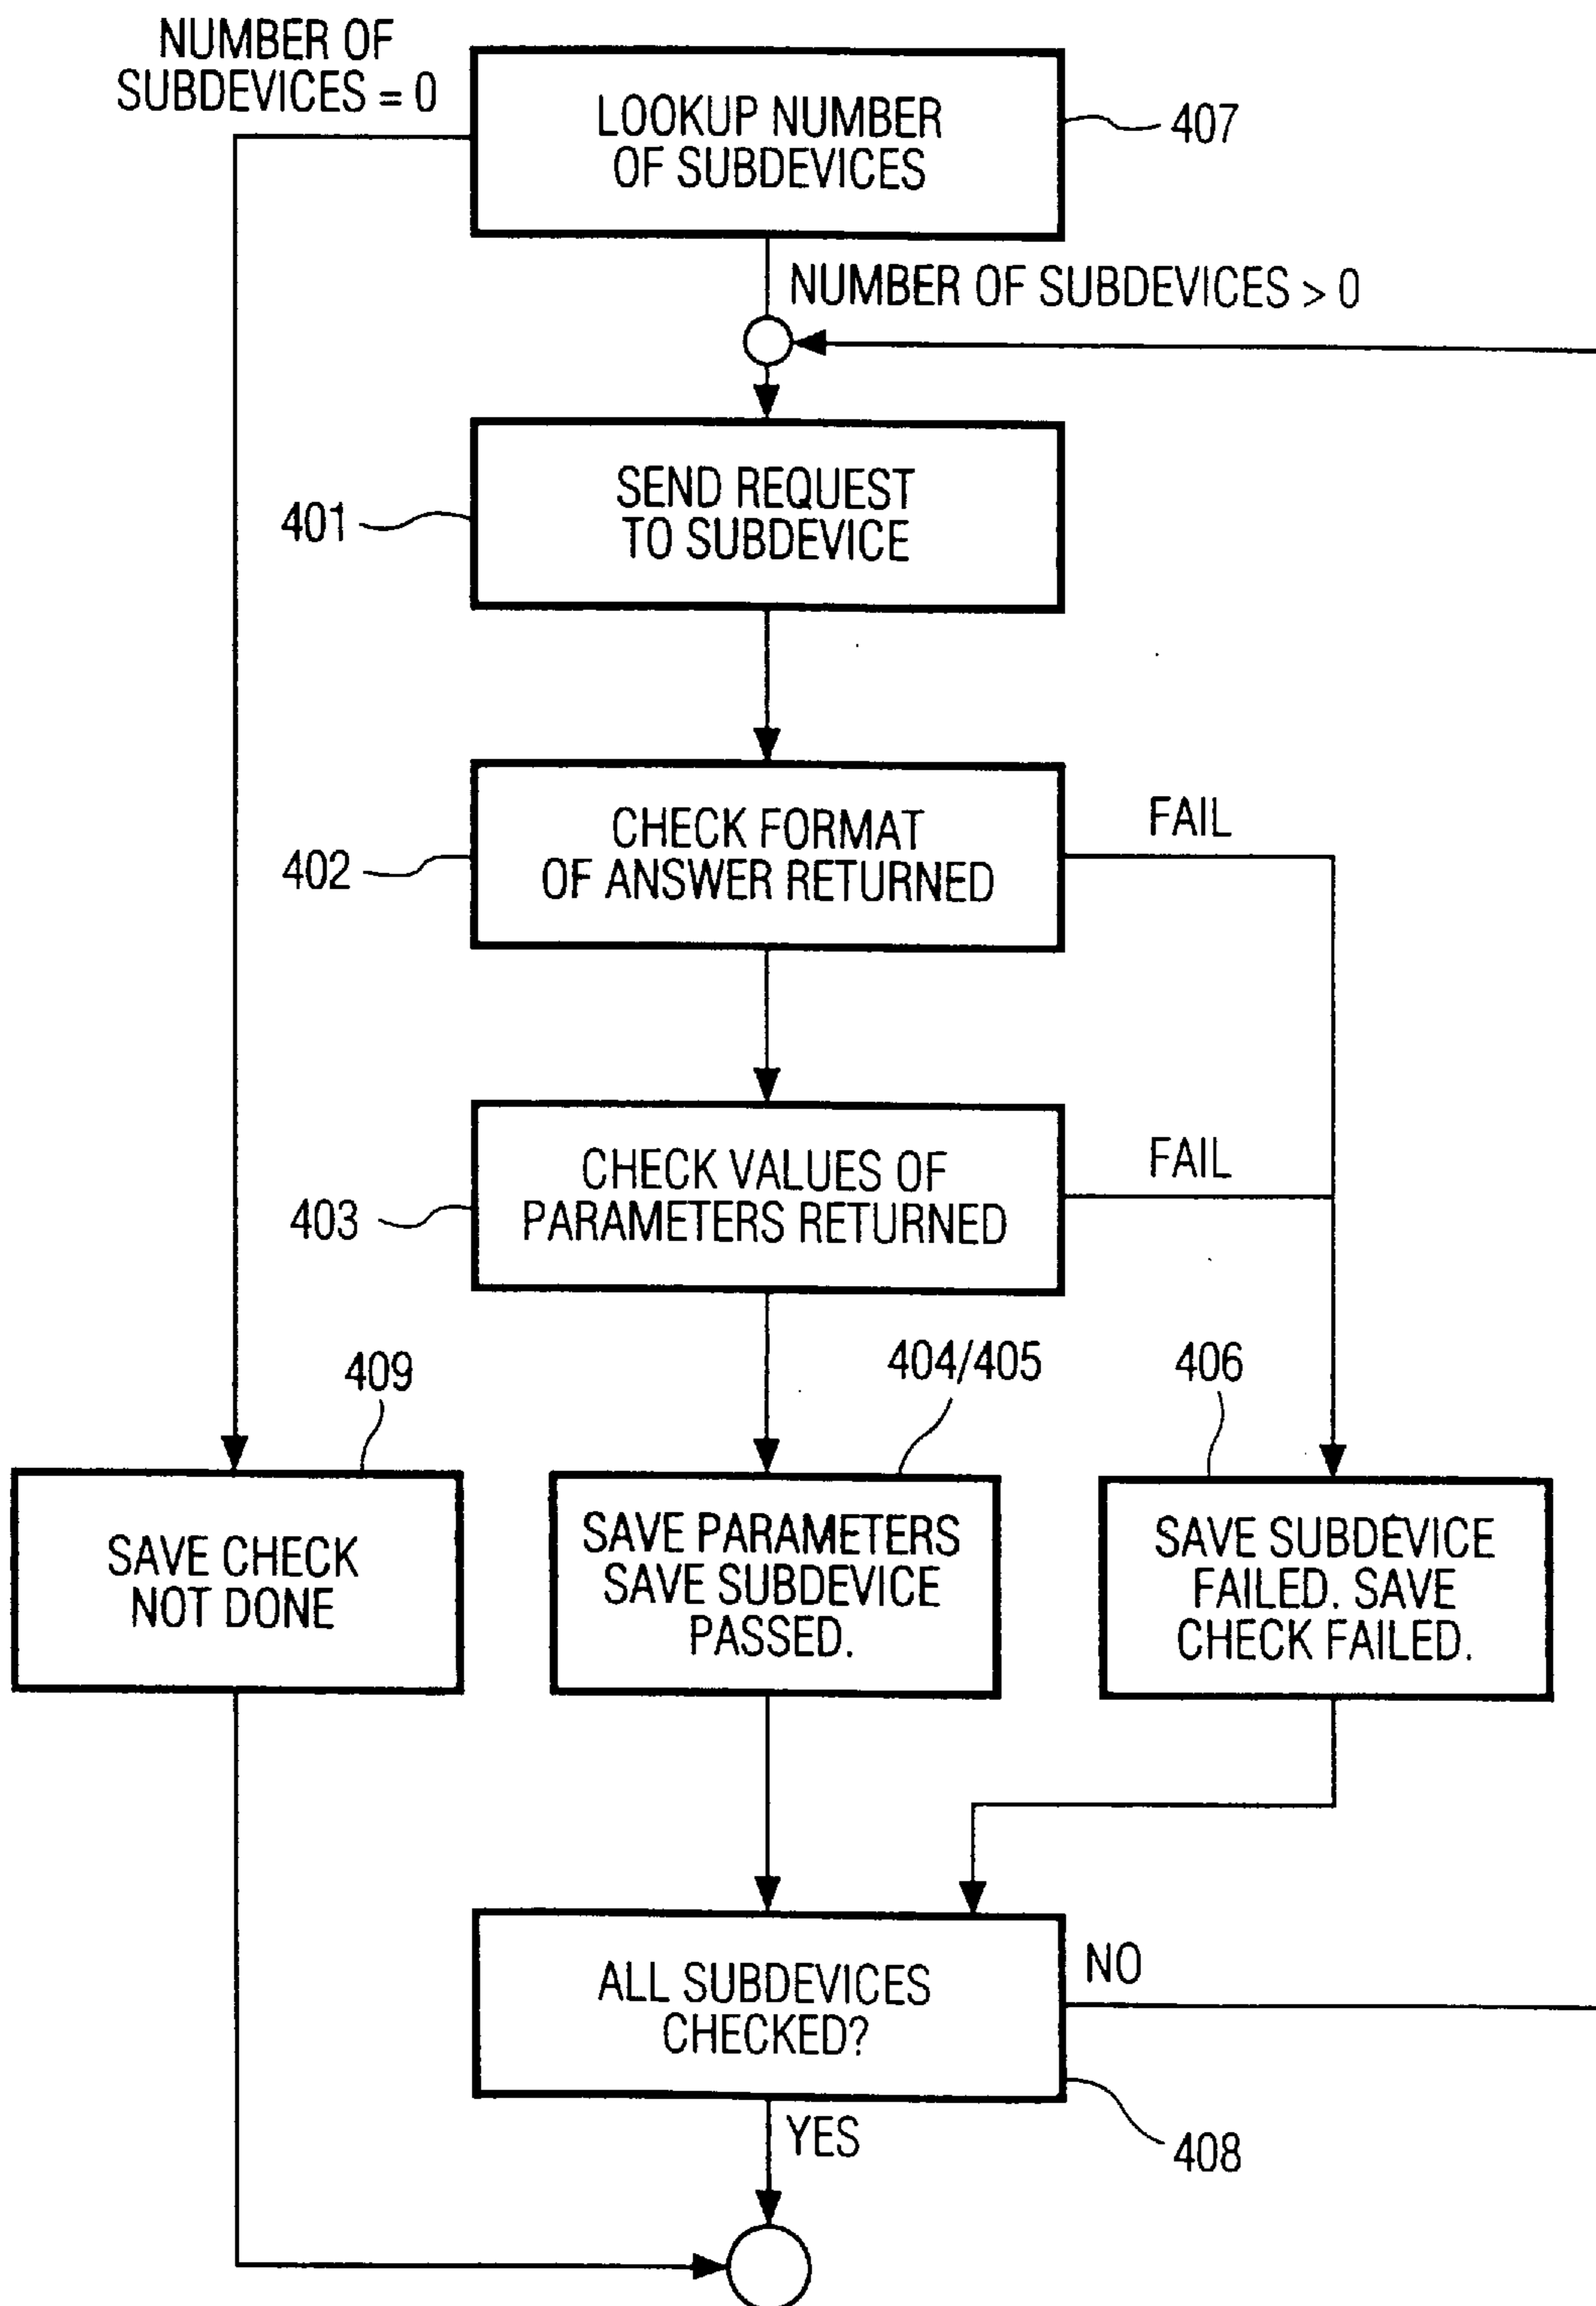 NUMBER OF
SUBDEVICES = 0
LOOKUP NUMBER
OF SUBDEVICES
407
NUMBER OF SUBDEVICES > 0
SEND REQUEST
TO SUBDEVICE
401
CHECK FORMAT
OF ANSWER RETURNED
402
FAIL
CHECK VALUES OF
PARAMETERS RETURNED
403
FAIL
409
404/405
406
SAVE CHECK
NOT DONE
SAVE PARAMETERS
SAVE SUBDEVICE
PASSED.
SAVE SUBDEVICE
FAILED. SAVE
CHECK FAILED.
ALL SUBDEVICES
CHECKED?
NO
YES
408